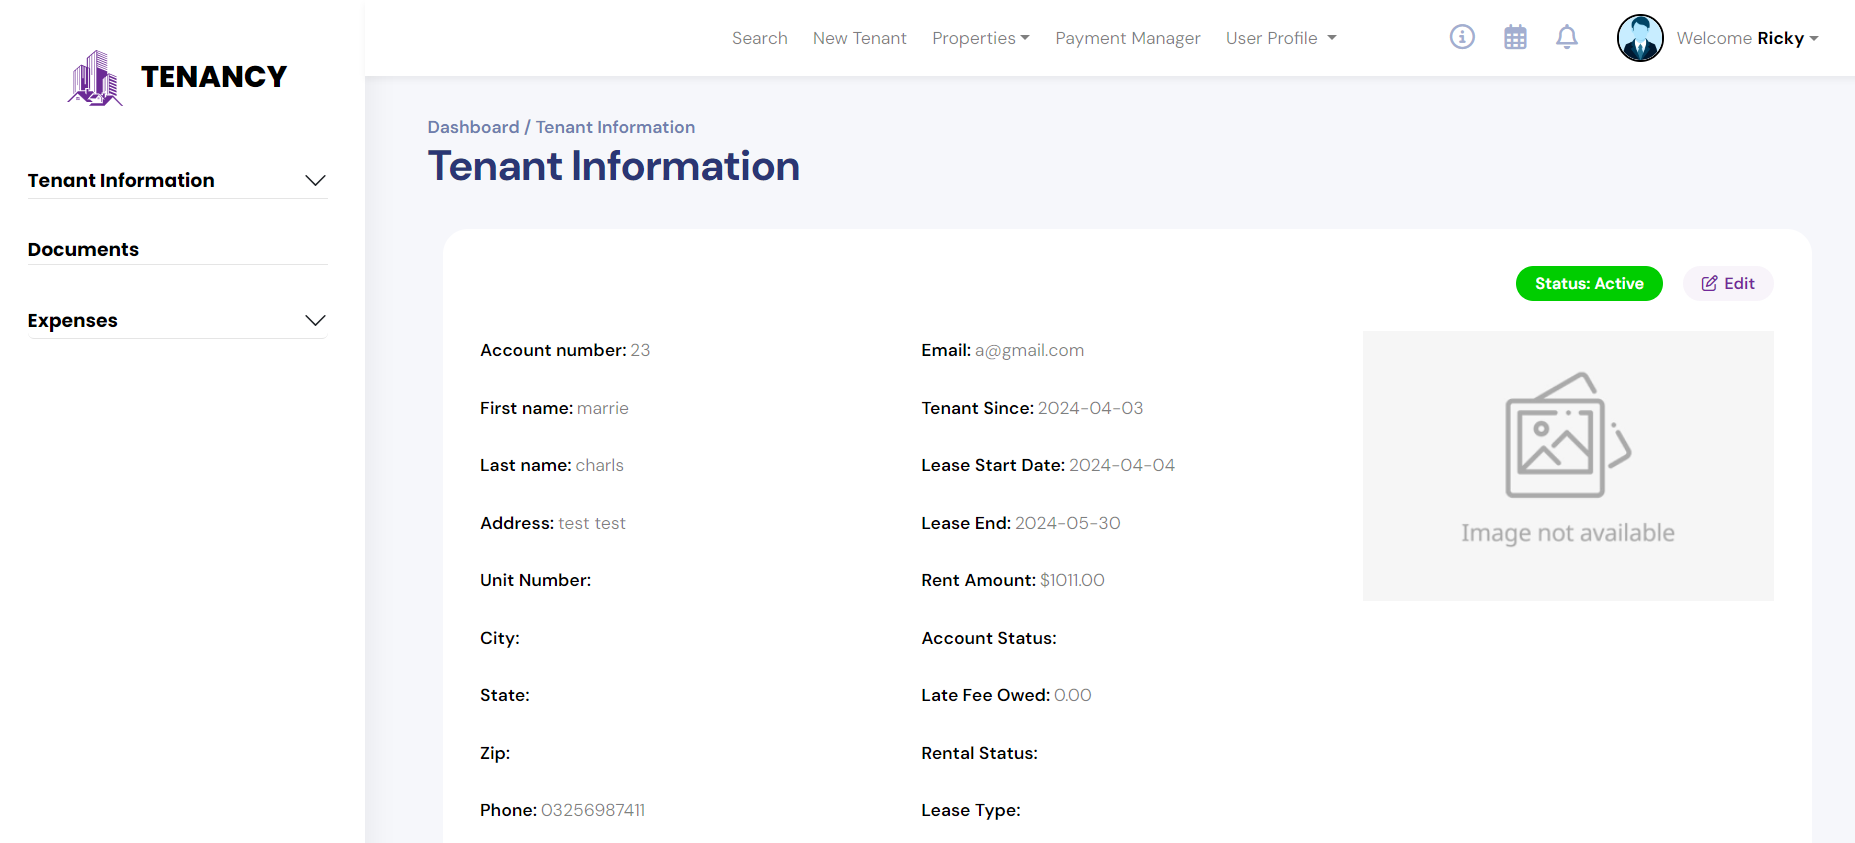 TENANCY
Search New Tenant Properties Payment Manager User Profile Welcome Ricky
Tenant Information
Documents
Expenses
Dashboard / Tenant Information
Tenant Information
Status: Active Edit
Account number: 23
First name: marrie
Last name: charls
Address: test test
Unit Number:
City:
State:
Zip:
Phone: 03256987411
Email: a@gmail.com
Tenant Since: 2024-04-03
Lease Start Date: 2024-04-04
Lease End: 2024-05-30
Rent Amount: $1011.00
Account Status:
Late Fee Owed: 0.00
Rental Status:
Lease Type:
Image not available